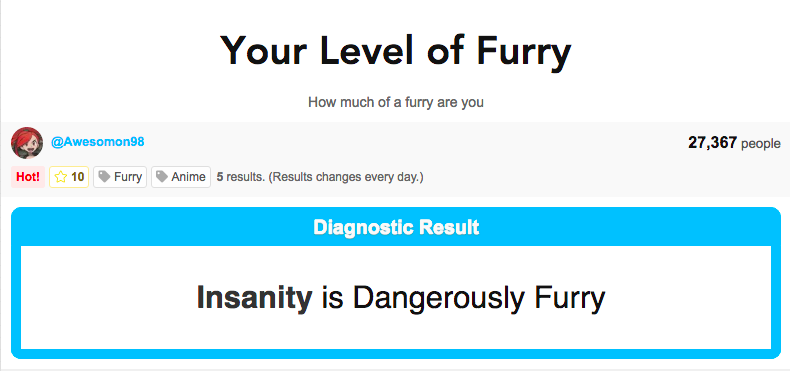 Your Level of Furry
How much of a furry are you
@Awesomon98
27,367 people
Hot! 10 Furry Anime 5 results. (Results changes every day.)
Diagnostic Result
Insanity is Dangerously Furry